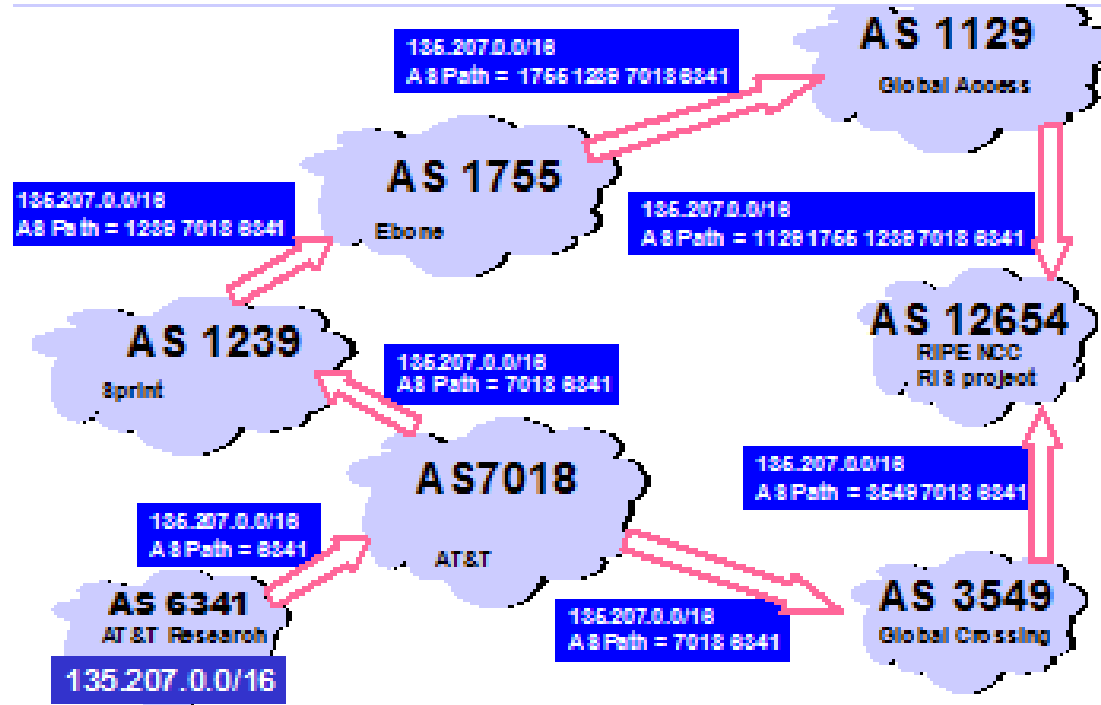 135.207.0.0/16
AS Path = 1755 1239 7018 6341
AS 1129
Global Access
AS 1755
Ebone
135.207.0.0/16
AS Path = 1239 7018 6341
135.207.0.0/16
AS Path = 1129 1755 1239 7018 6341
AS 1239
Sprint
135.207.0.0/16
AS Path = 7018 6341
AS 12654
RIPE NCC
RIS project
AS7018
AT&T
135.207.0.0/16
AS Path = 3549 7018 6341
135.207.0.0/16
AS Path = 6341
AS 6341
AT&T Research
135.207.0.0/16
135.207.0.0/16
AS Path = 7018 6341
AS 3549
Global Crossing